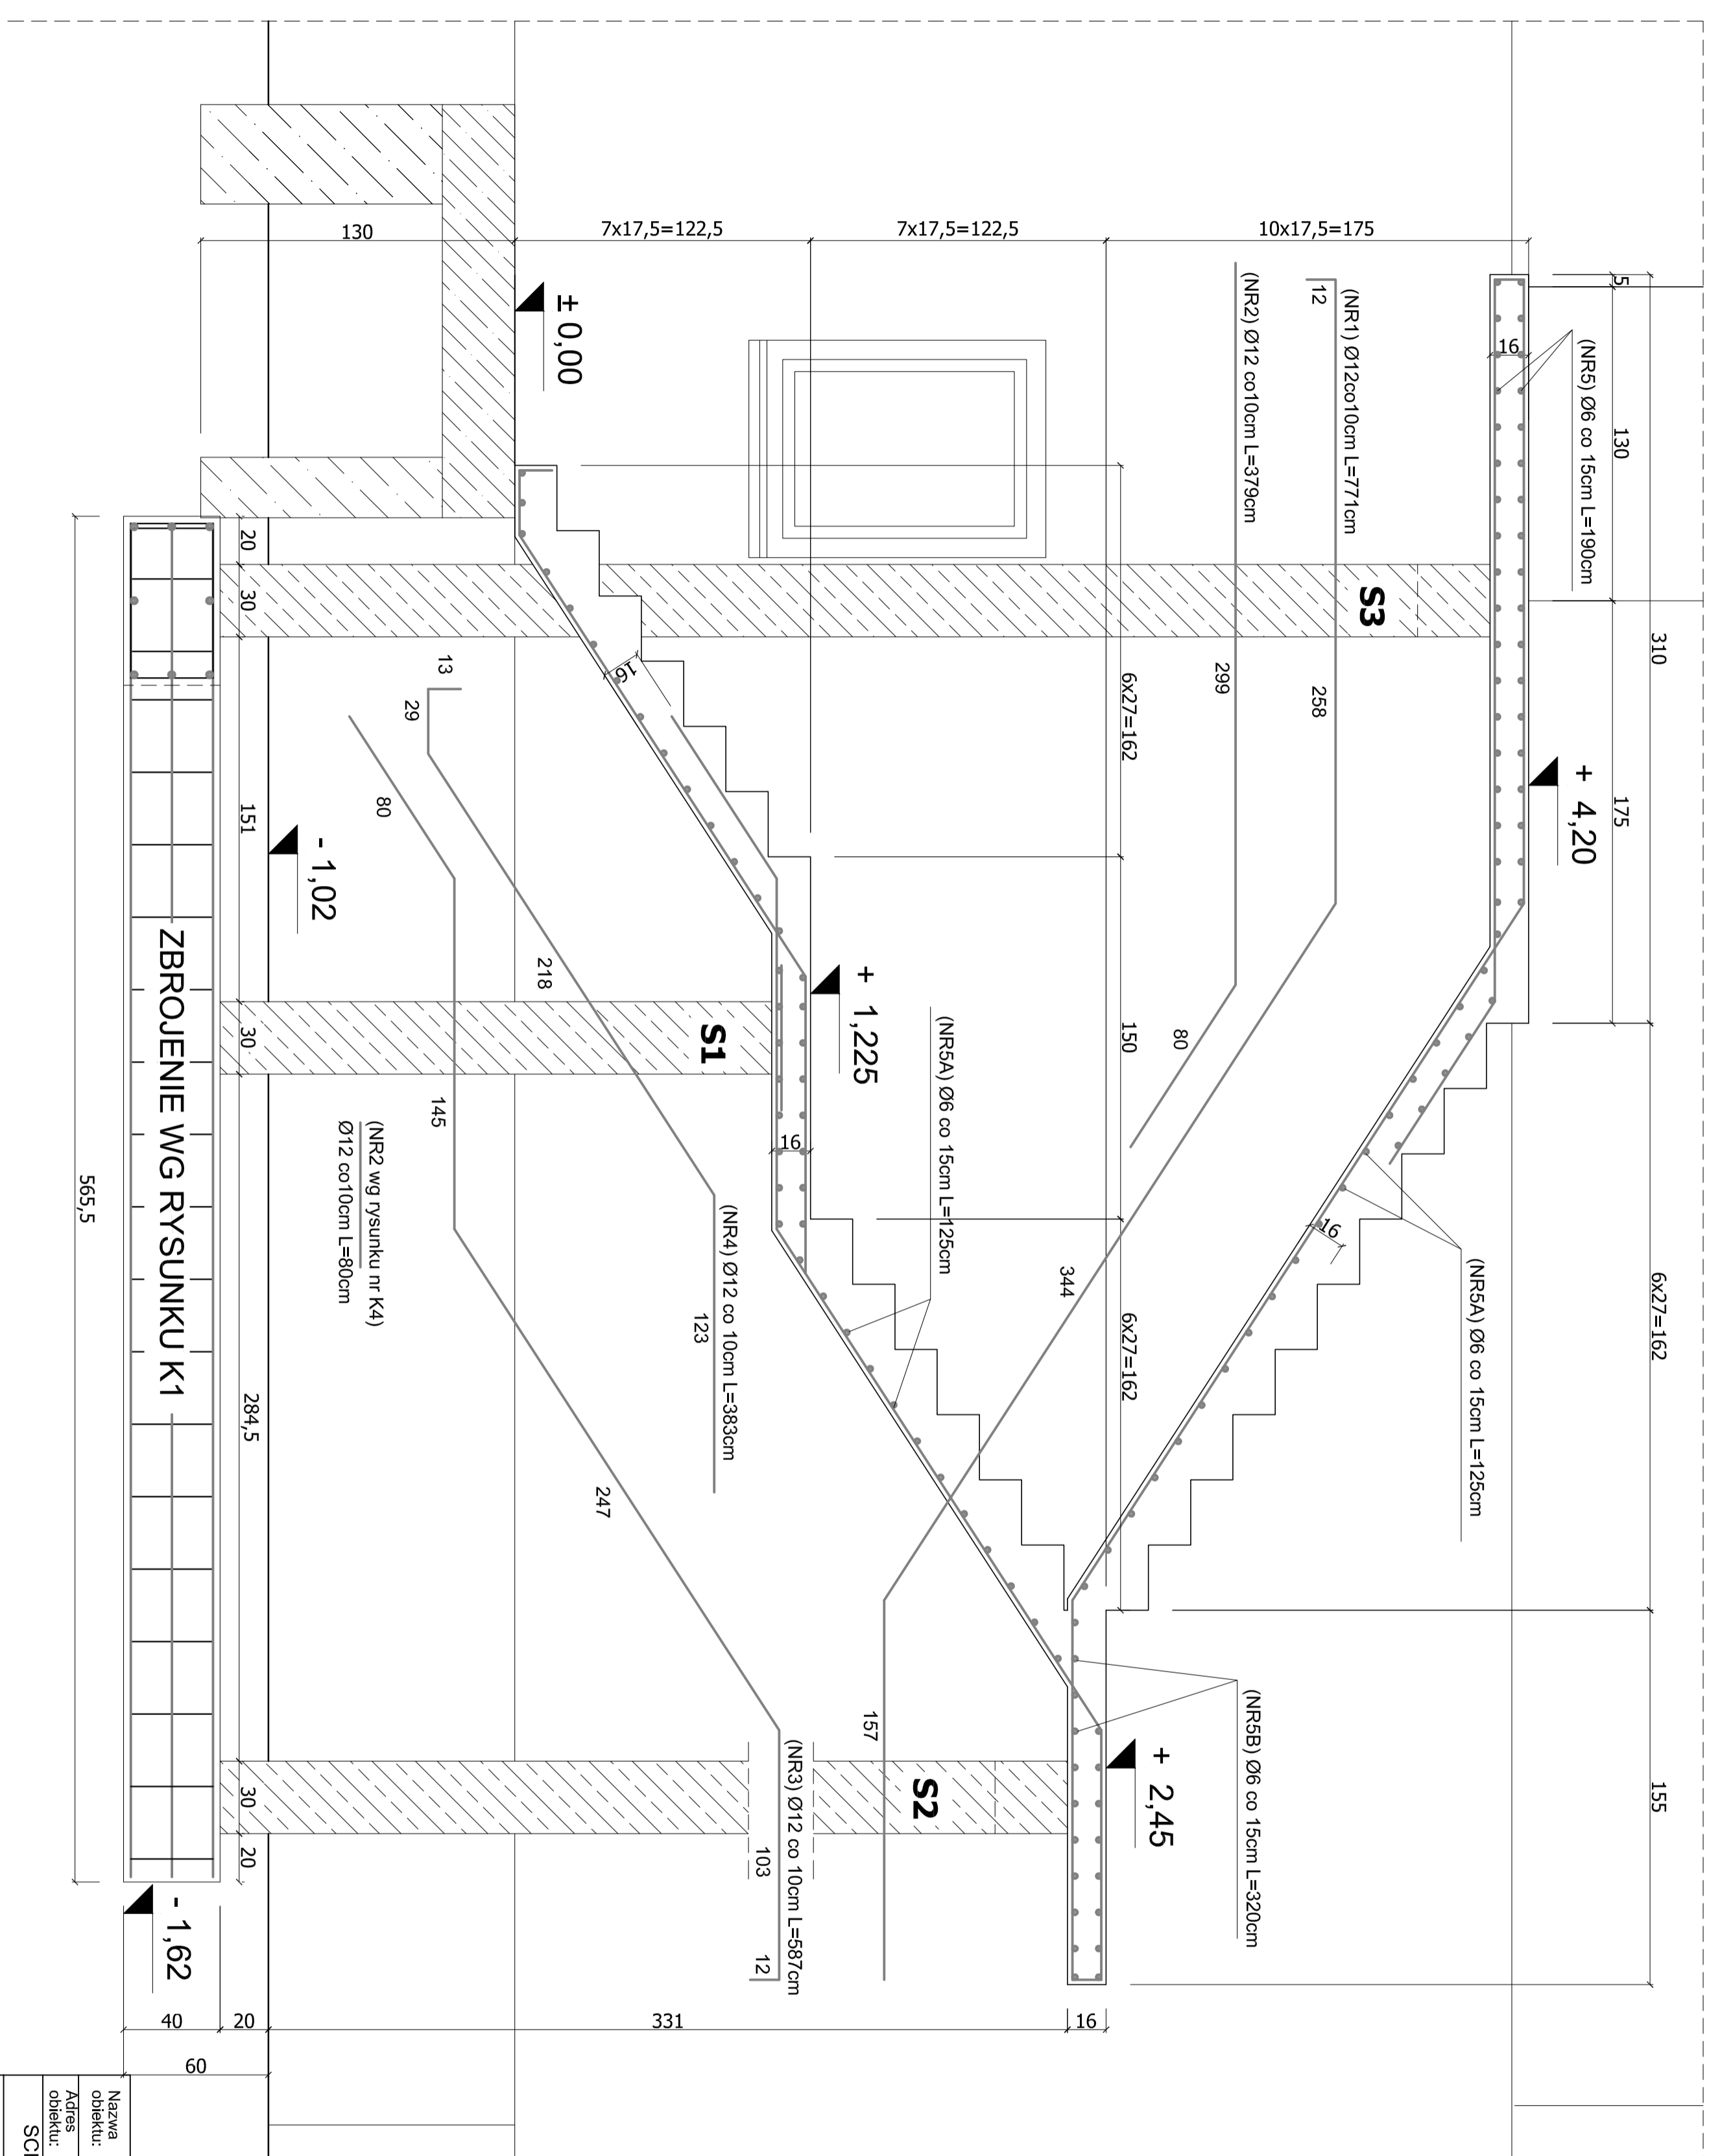 5
130
175
310
6x27=162
155
(NR5) Ø6 co 15cm L=190cm
16
+ 4,20
10x17,5=175
7x17,5=122,5
7x17,5=122,5
130
(NR1) Ø12co10cm L=771cm
12
258
344
157
(NR2) Ø12 co10cm L=379cm
299
80
S3
(NR5A) Ø6 co 15cm L=125cm
16
(NR5B) Ø6 co 15cm L=320cm
+ 2,45
6x27=162
150
6x27=162
± 0,00
+ 1,225
(NR5A) Ø6 co 15cm L=125cm
16
16
S1
S2
(NR4) Ø12 co 10cm L=383cm
13
29
218
123
(NR3) Ø12 co 10cm L=587cm
80
145
247
103
12
(NR2 wg rysunku nr K4)
Ø12 co10cm L=80cm
- 1,02
20
30
151
30
284,5
30
20
ZBROJENIE WG RYSUNKU K1
565,5
- 1,62
40
20
331
16
60
Nazwa
obiektu:
Adres
obiektu: